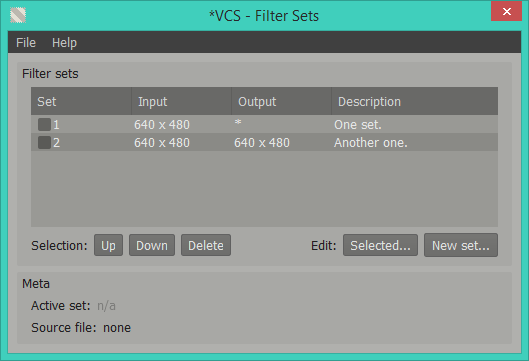 *VCS - Filter Sets
File Help
Filter sets
Set Input Output Description
1 640 x 480 * One set.
2 640 x 480 640 x 480 Another one.
Selection: Up Down Delete Edit: Selected... New set...
Meta
Active set: n/a
Source file: none